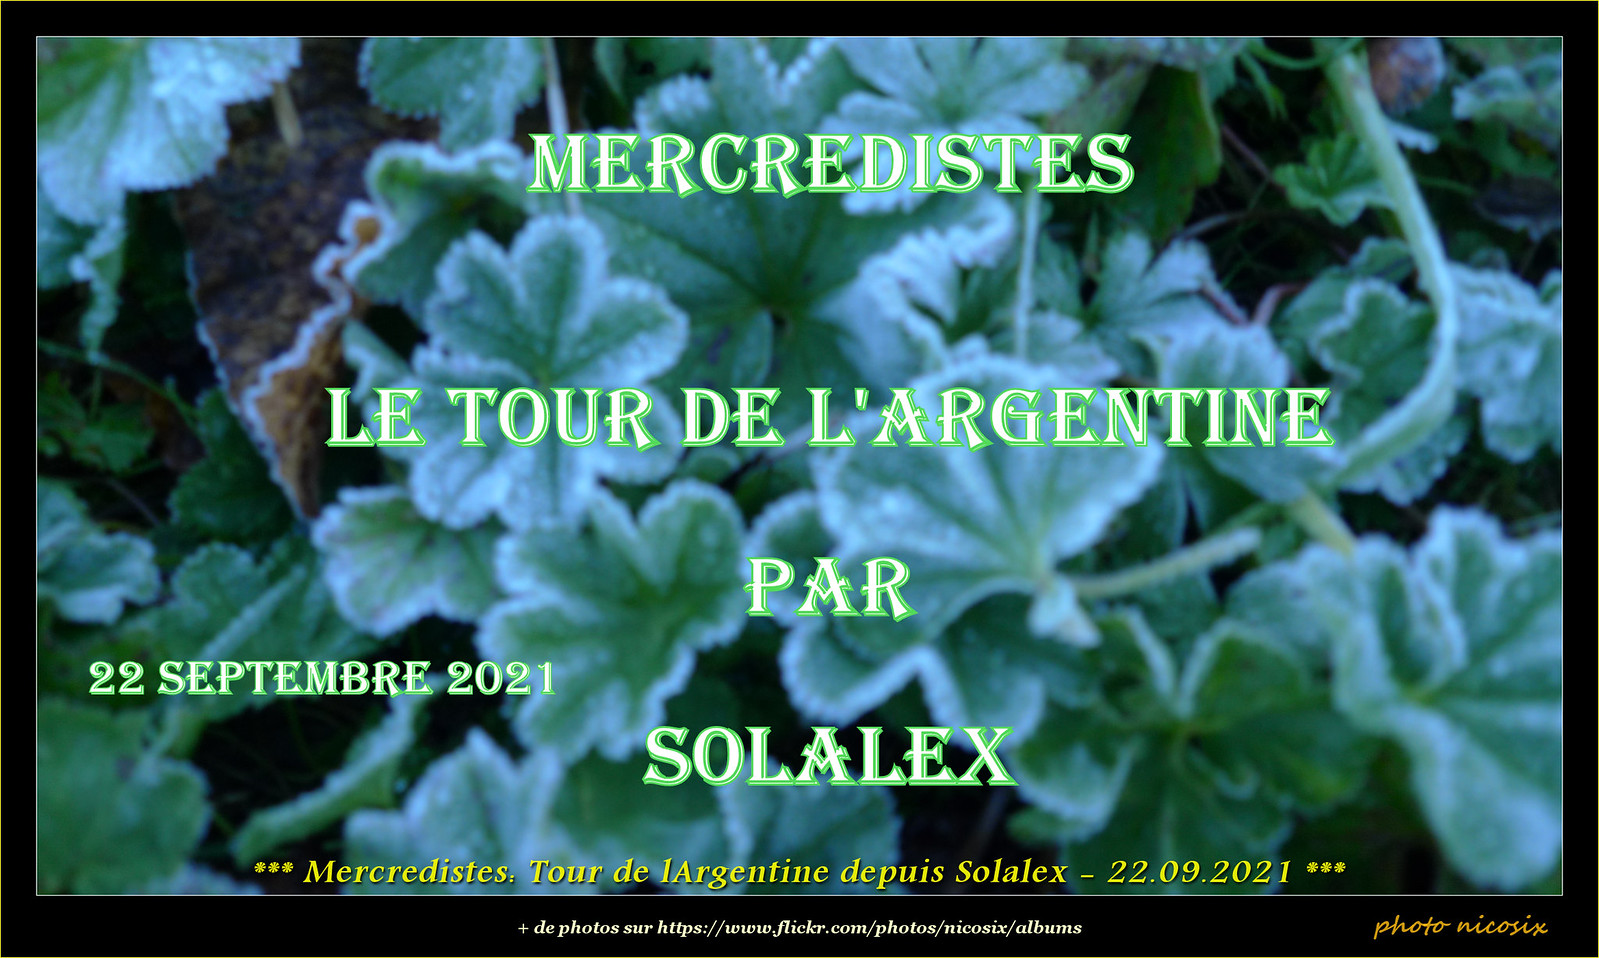 MERCREDISTES
LE TOUR DE L'ARGENTINE
PAR
22 SEPTEMBRE 2021
SOLALEX
*** Mercredistes: Tour de lArgentine depuis Solalex - 22.09.2021 ***
+ de photos sur https://www.flickr.com/photos/nicosix/albums
photo nicosix